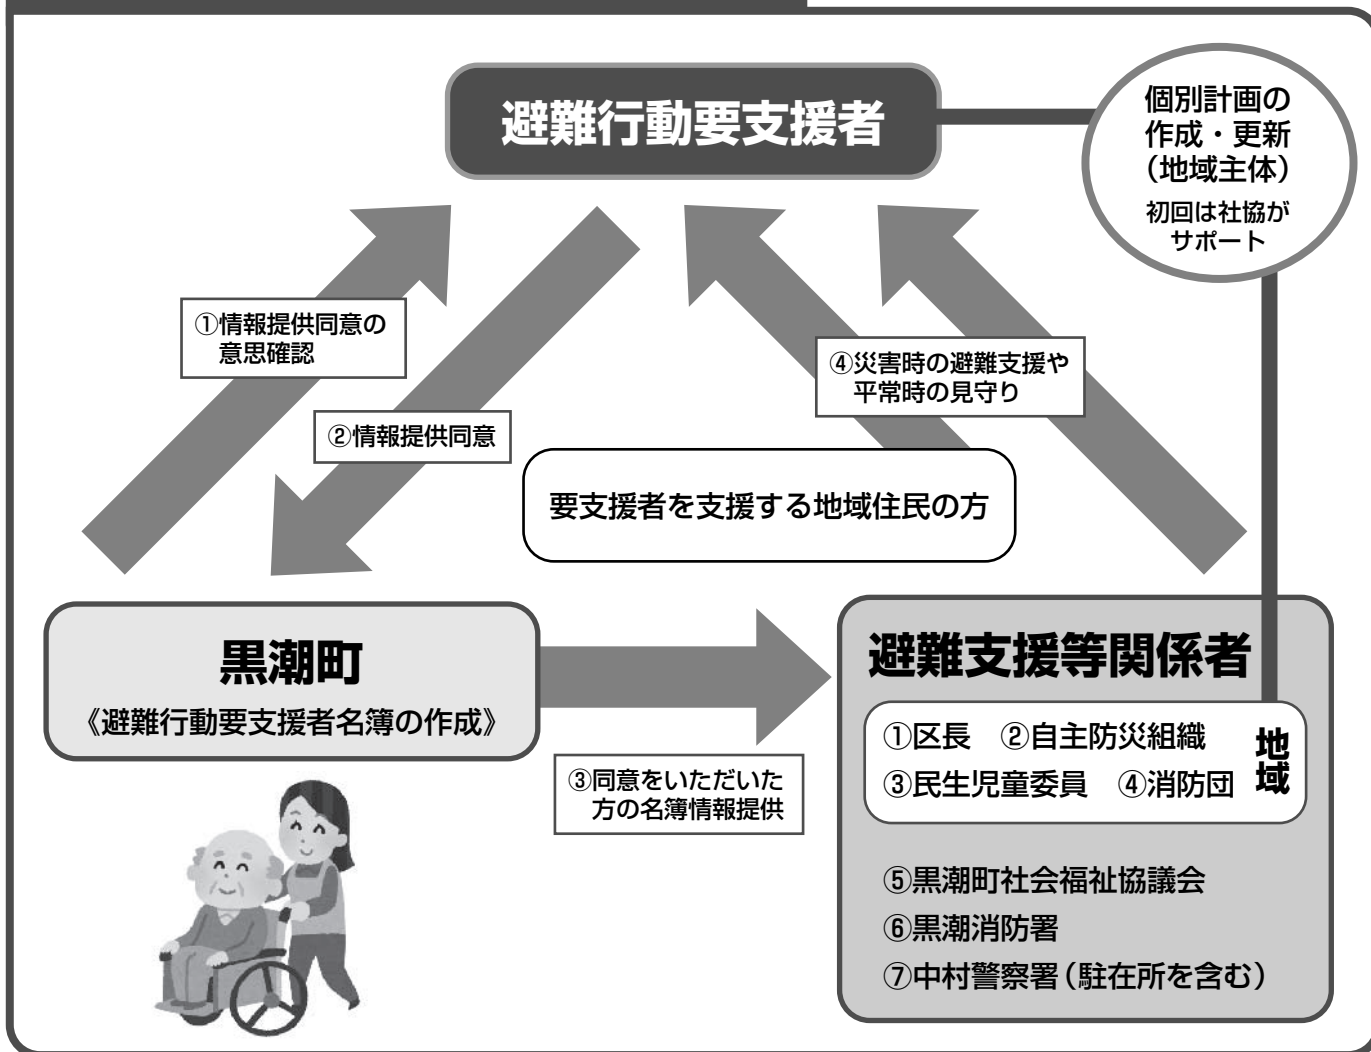 避難行動要支援者
個別計画の
作成・更新
(地域主体)
初回は社協が
サポート
①情報提供同意の
意思確認
②情報提供同意
④災害時の避難支援や
平常時の見守り
要支援者を支援する地域住民の方
黒潮町
《避難行動要支援者名簿の作成》
③同意をいただいた
方の名簿情報提供
避難支援等関係者
①区長　②自主防災組織
③民生児童委員　④消防団
地域
⑤黒潮町社会福祉協議会
⑥黒潮消防署
⑦中村警察署(駐在所を含む)